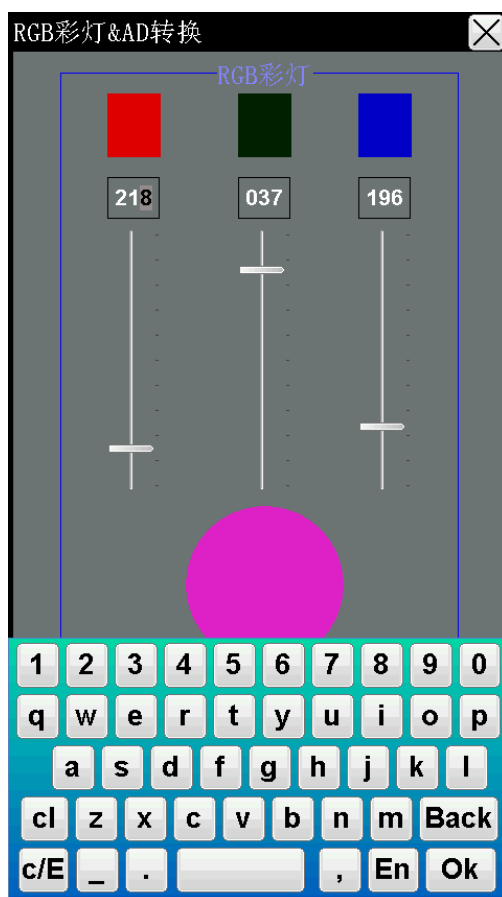 RGB彩灯&AD转换
RGB彩灯
218 037 196
1 2 3 4 5 6 7 8 9 0
q w e r t y u i o p
a s d f g h j k l
cl z x c v b n m Back
c/E _ . , En Ok